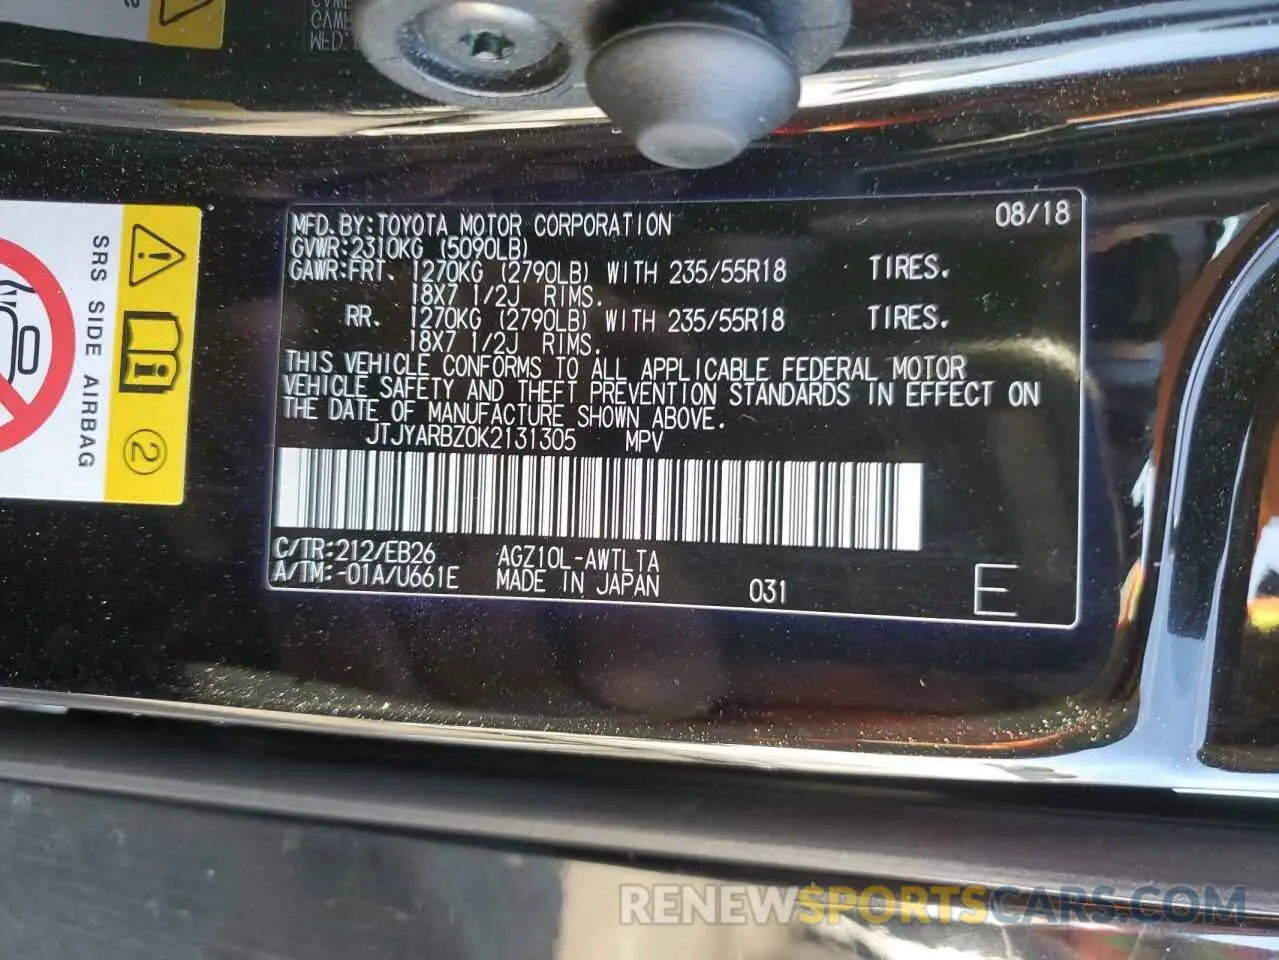 MFD.BY:TOYOTA MOTOR CORPORATION 08/18
GVWR:2310KG (5090LB)
GAWR:FRT. 1270KG (2790LB) WITH 235/55R18 TIRES.
18X7 1/2J RIMS.
RR. 1270KG (2790LB) WITH 235/55R18 TIRES.
18X7 1/2J RIMS.
THIS VEHICLE CONFORMS TO ALL APPLICABLE FEDERAL MOTOR
VEHICLE SAFETY AND THEFT PREVENTION STANDARDS IN EFFECT ON
THE DATE OF MANUFACTURE SHOWN ABOVE.
JTJYARBZ0K2131305 MPV
C/TR:212/EB26 AGZ10L-AWTLTA
A/TM:-01A/U661E MADE IN JAPAN 031 E
SRS SIDE AIRBAG
2
RENEWSPORTSCARS.COM